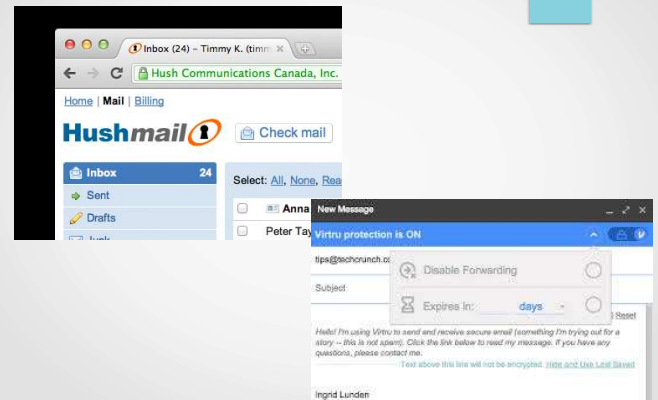 Inbox (24) – Timmy K. (timm
Hush Communications Canada, Inc.
Home | Mail | Billing
Hushmail
Check mail
Inbox 24
Select: All, None, Rea
Sent
Anna
Drafts
Peter Tay
Junk
New Message
Virtru protection is ON
tips@techcrunch.co
Disable Forwarding
Subject
Expires in: days
Reset
Hello! I'm using Virtru to send and receive secure email (something I'm trying out for a
story -- this is not spam). Click the link below to read my message. If you have any
questions, please contact me.
Text above this line will not be encrypted. Hide and Use Last Saved
Ingrid Lunden